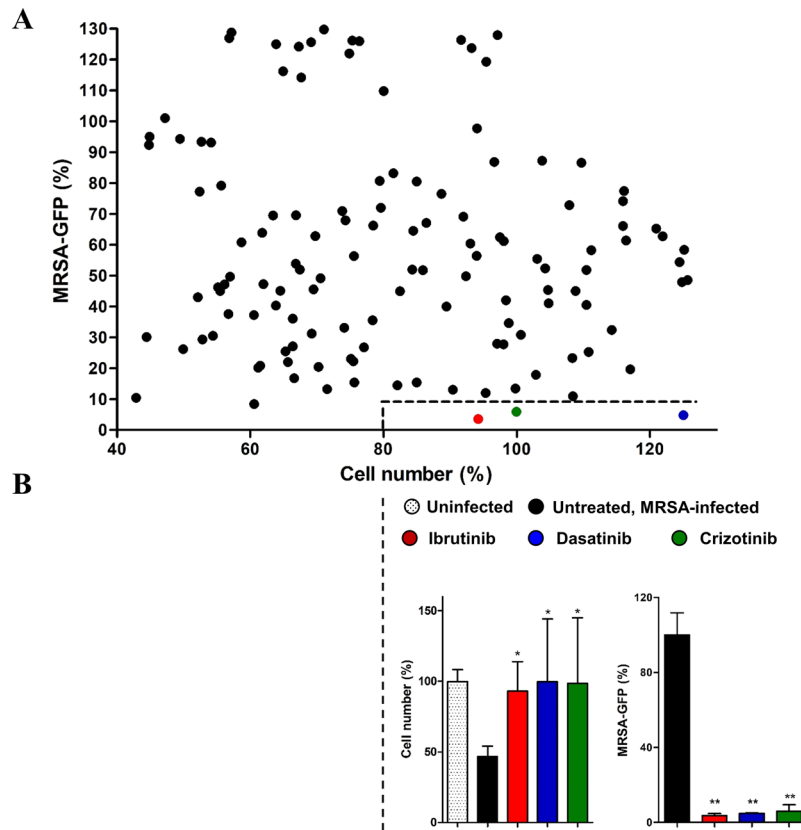 A
130
120
110
100
90
80
70
60
50
40
30
20
10
0
MRSA-GFP (%)
40 60 80 100 120
Cell number (%)
B
Uninfected Untreated, MRSA-infected
Ibrutinib Dasatinib Crizotinib
150
100
50
0
Cell number (%)
* * *
120
80
40
0
MRSA-GFP (%)
** ** **